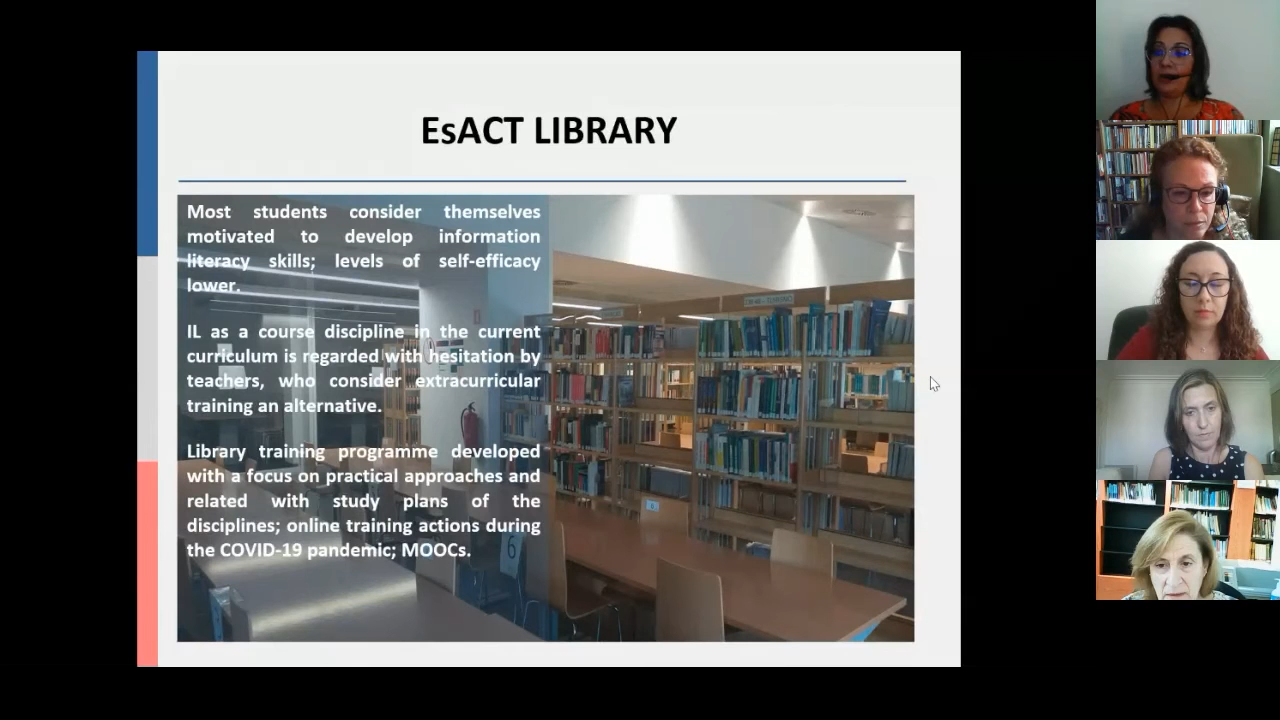 EsACT LIBRARY
Most students consider themselves
motivated to develop information
literacy skills; levels of self-efficacy
lower.
IL as a course discipline in the current
curriculum is regarded with hesitation by
teachers, who consider extracurricular
training an alternative.
Library training programme developed
with a focus on practical approaches and
related with study plans of the
disciplines; online training actions during
the COVID-19 pandemic; MOOCs.
6